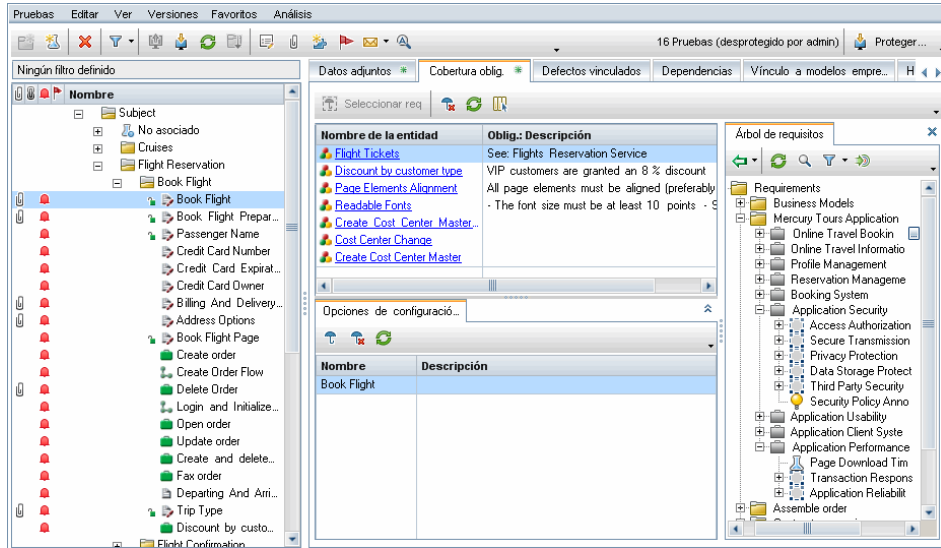 Pruebas Editar Ver Versiones Favoritos Análisis
16 Pruebas (desprotegido por admin) Proteger...
Ningún filtro definido
Nombre
Subject
No asociado
Cruises
Flight Reservation
Book Flight
Book Flight
Book Flight Prepar...
Passenger Name
Credit Card Number
Credit Card Expirat...
Credit Card Owner
Billing And Delivery...
Address Options
Book Flight Page
Create order
Create Order Flow
Delete Order
Login and Initialize...
Open order
Update order
Create and delete...
Fax order
Departing And Arri...
Trip Type
Discount by custo...
Flight Confirmation
Datos adjuntos * Cobertura oblig. * Defectos vinculados Dependencias Vínculo a modelos empre... H
Seleccionar req
Nombre de la entidad Oblig.: Descripción
Flight Tickets See: Flights Reservation Service
Discount by customer type VIP customers are granted an 8 % discount
Page Elements Alignment All page elements must be aligned (preferably
Readable Fonts - The font size must be at least 10 points - S
Create Cost Center Master...
Cost Center Change
Create Cost Center Master
Opciones de configuració...
Nombre Descripción
Book Flight
Árbol de requisitos
Requirements
Business Models
Mercury Tours Application
Online Travel Bookin
Online Travel Informatio
Profile Management
Reservation Manageme
Booking System
Application Security
Access Authorization
Secure Transmission
Privacy Protection
Data Storage Protect
Third Party Security
Security Policy Anno
Application Usability
Application Client Syste
Application Performance
Page Download Tim
Transaction Respons
Application Reliabilit
Assemble order